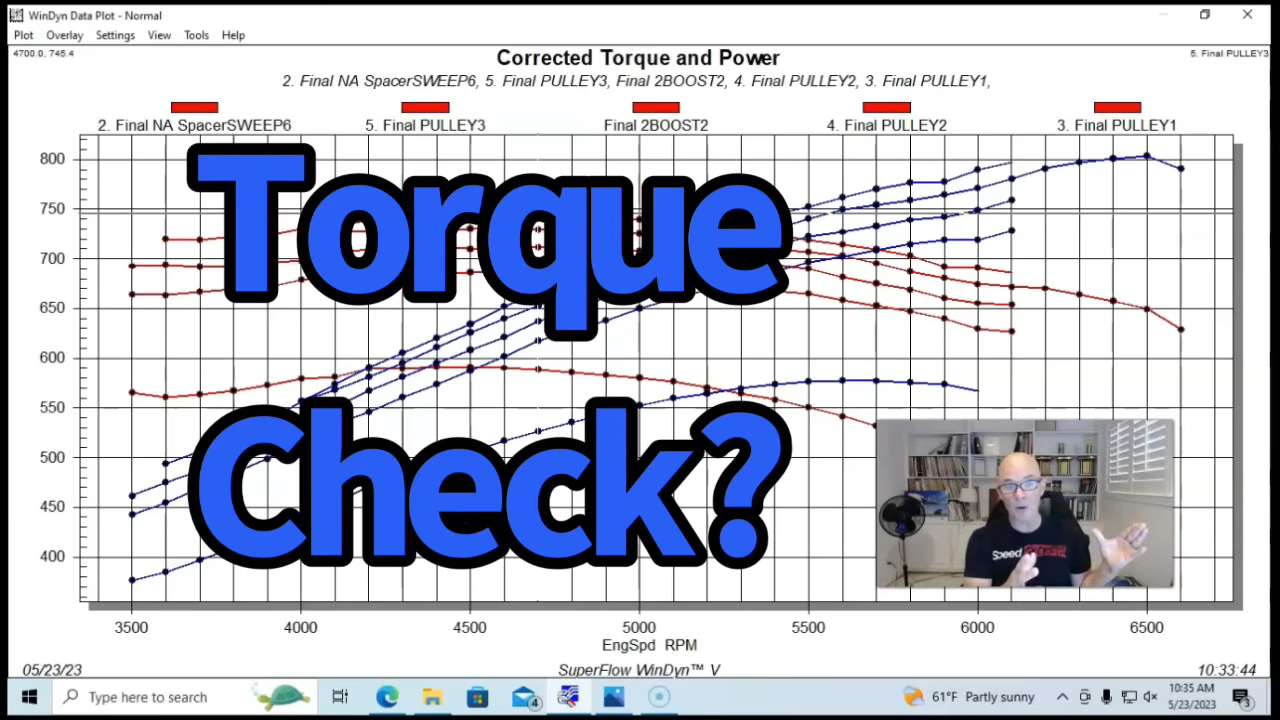 WinDyn Data Plot - Normal
Plot Overlay Settings View Tools Help
4700.0, 745.4
5. Final PULLEY3
Corrected Torque and Power
2. Final NA SpacerSWEEP6, 5. Final PULLEY3, Final 2BOOST2, 4. Final PULLEY2, 3. Final PULLEY1,
2. Final NA SpacerSWEEP6 5. Final PULLEY3 Final 2BOOST2 4. Final PULLEY2 3. Final PULLEY1
800
750
700
650
600
550
500
450
400
Torque
Check?
Speed
3500 4000 4500 5000 5500 6000 6500
EngSpd RPM
05/23/23 SuperFlow WinDyn™ V 10:33:44
Type here to search
4
61°F Partly sunny
10:35 AM
5/23/2023
3